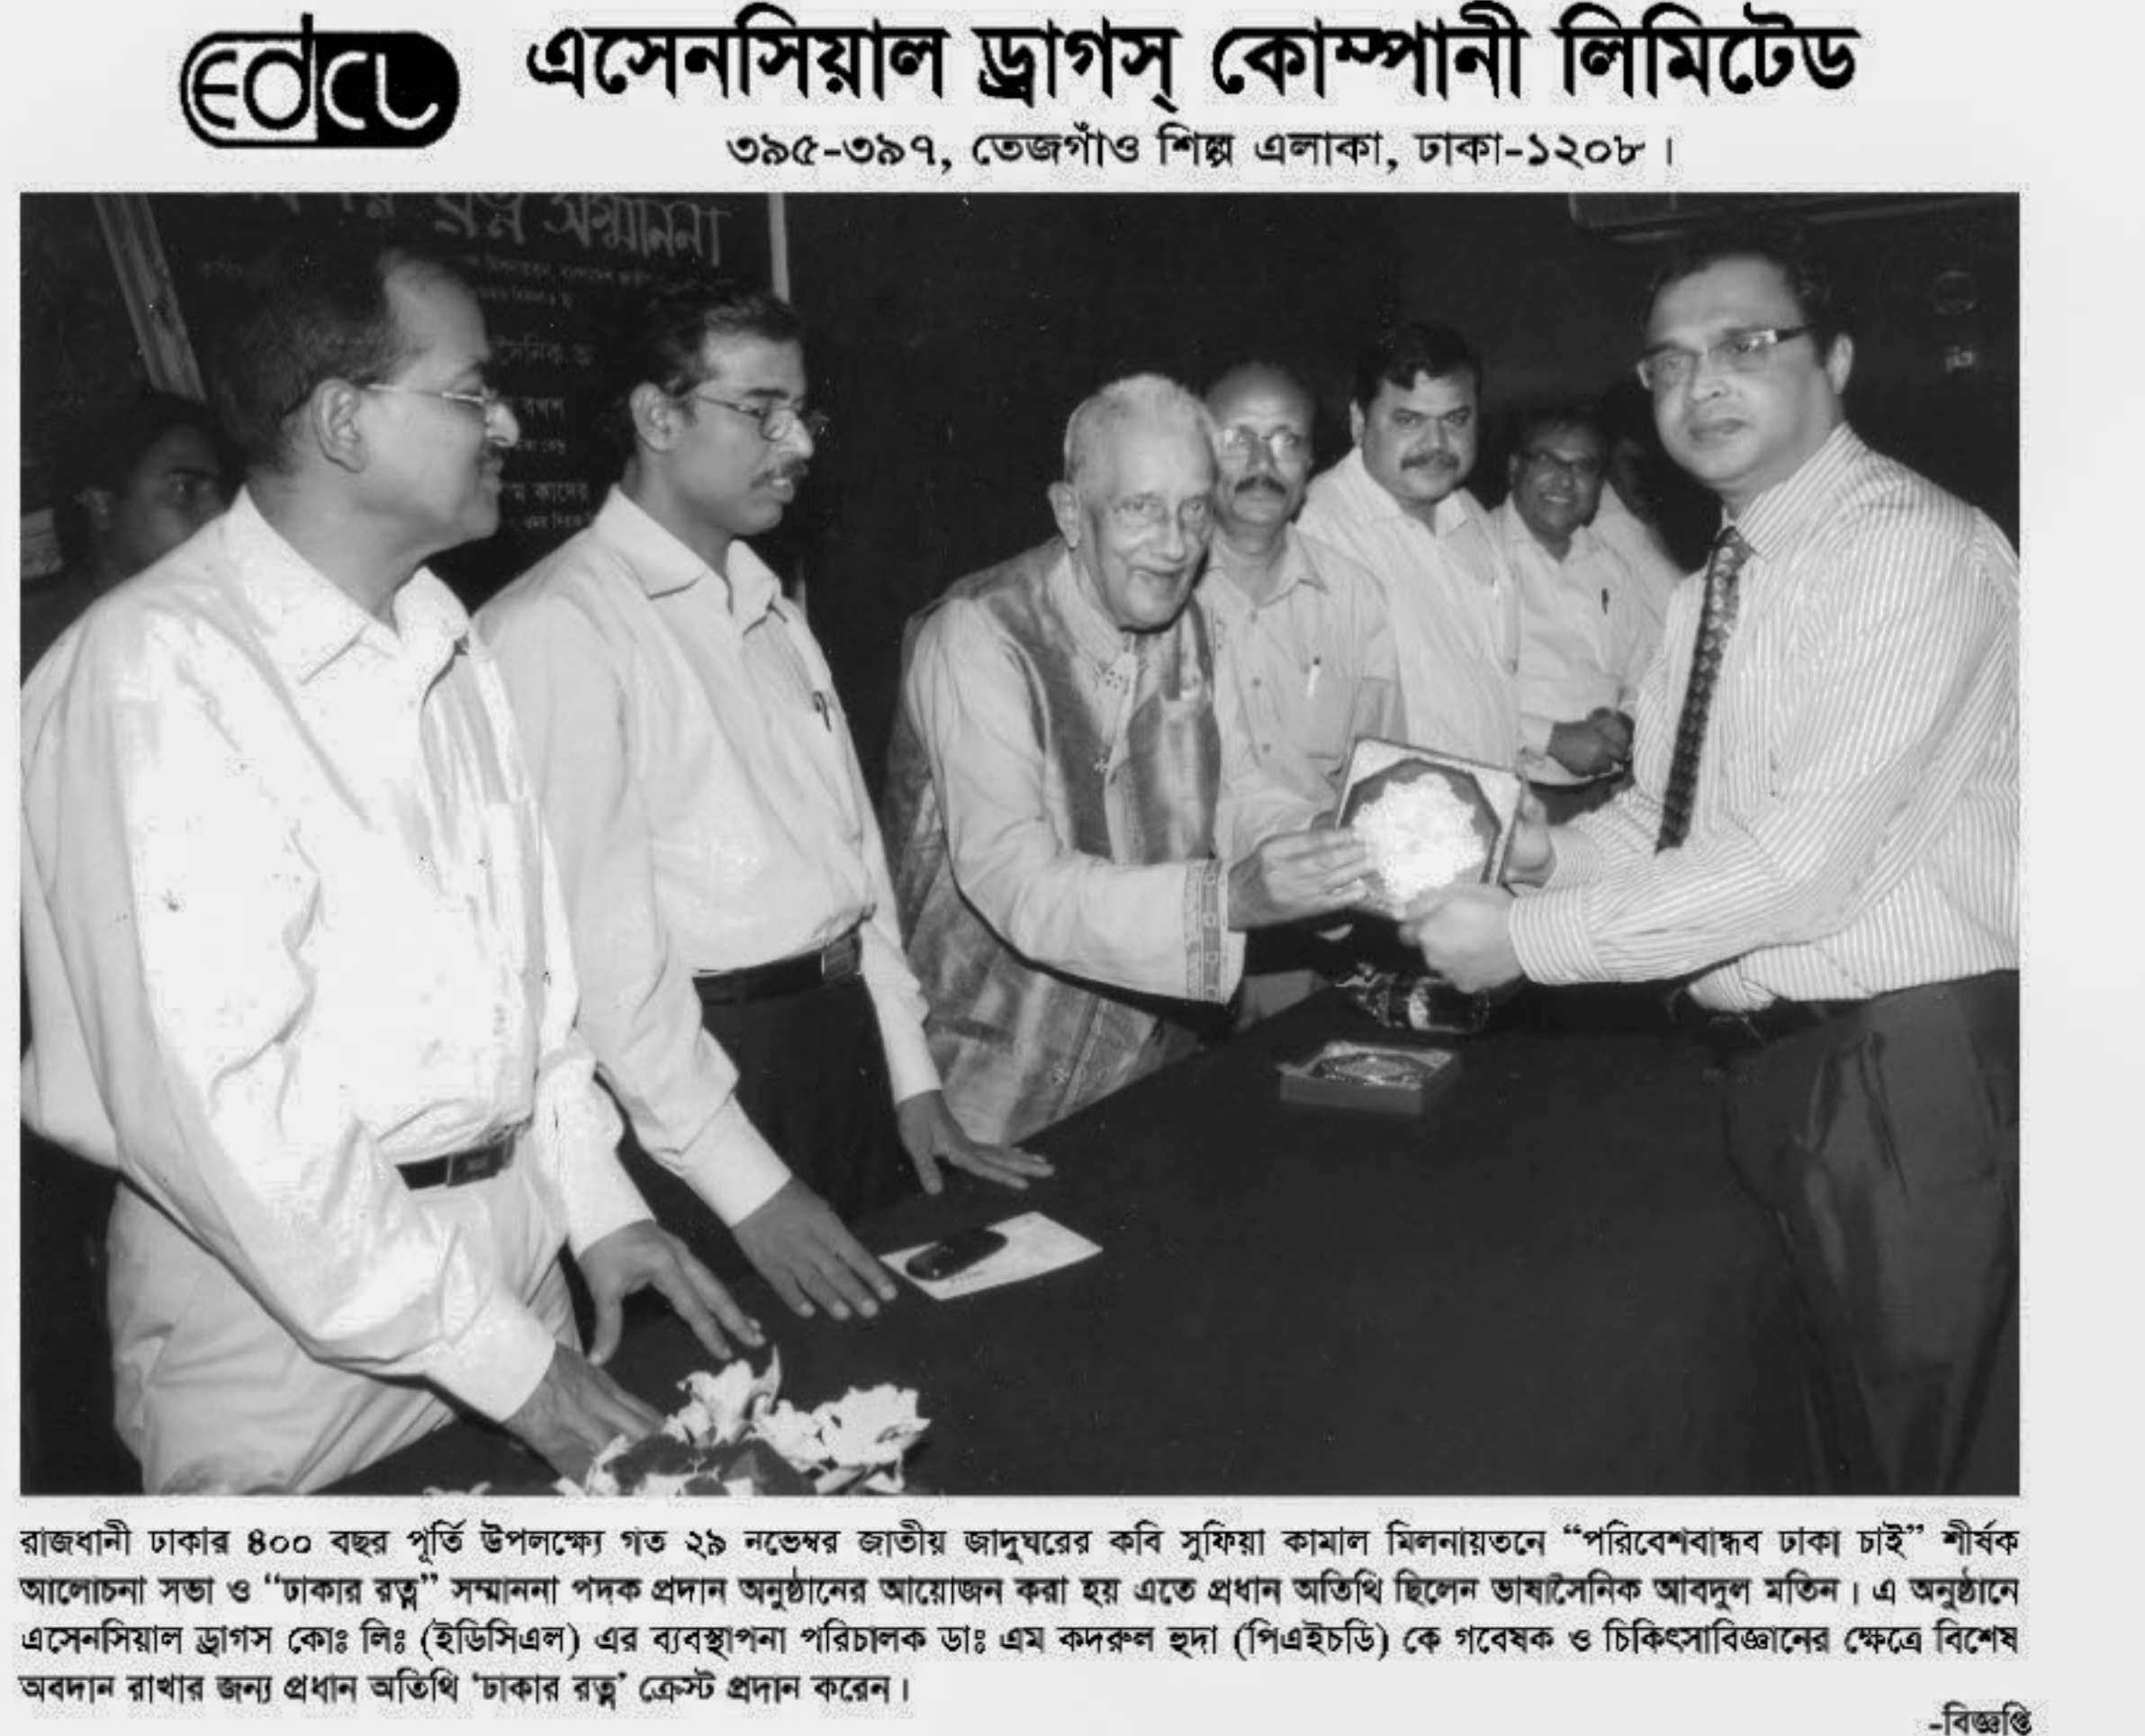 EDCL
এসেনসিয়াল ড্রাগস্ কোম্পানী লিমিটেড
৩৯৫-৩৯৭, তেজগাঁও শিল্প এলাকা, ঢাকা-১২০৮।
রত্ন সম্মাননা
রাজধানী ঢাকার ৪০০ বছর পূর্তি উপলক্ষ্যে গত ২৯ নভেম্বর জাতীয় জাদুঘরের কবি সুফিয়া কামাল মিলনায়তনে “পরিবেশবান্ধব ঢাকা চাই” শীর্ষক
আলোচনা সভা ও “ঢাকার রত্ন” সম্মাননা পদক প্রদান অনুষ্ঠানের আয়োজন করা হয় এতে প্রধান অতিথি ছিলেন ভাষাসৈনিক আবদুল মতিন। এ অনুষ্ঠানে
এসেনসিয়াল ড্রাগস কোঃ লিঃ (ইডিসিএল) এর ব্যবস্থাপনা পরিচালক ডাঃ এম কদরুল হুদা (পিএইচডি) কে গবেষক ও চিকিৎসাবিজ্ঞানের ক্ষেত্রে বিশেষ
অবদান রাখার জন্য প্রধান অতিথি ‘ঢাকার রত্ন’ ক্রেস্ট প্রদান করেন।
-বিজ্ঞপ্তি